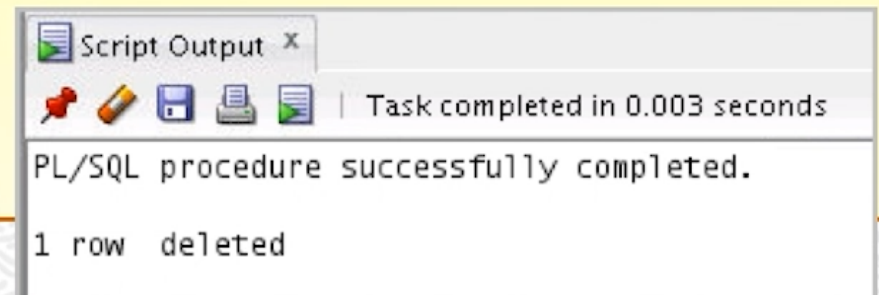 Script Output x
Task completed in 0.003 seconds
PL/SQL procedure successfully completed.
1 row  deleted